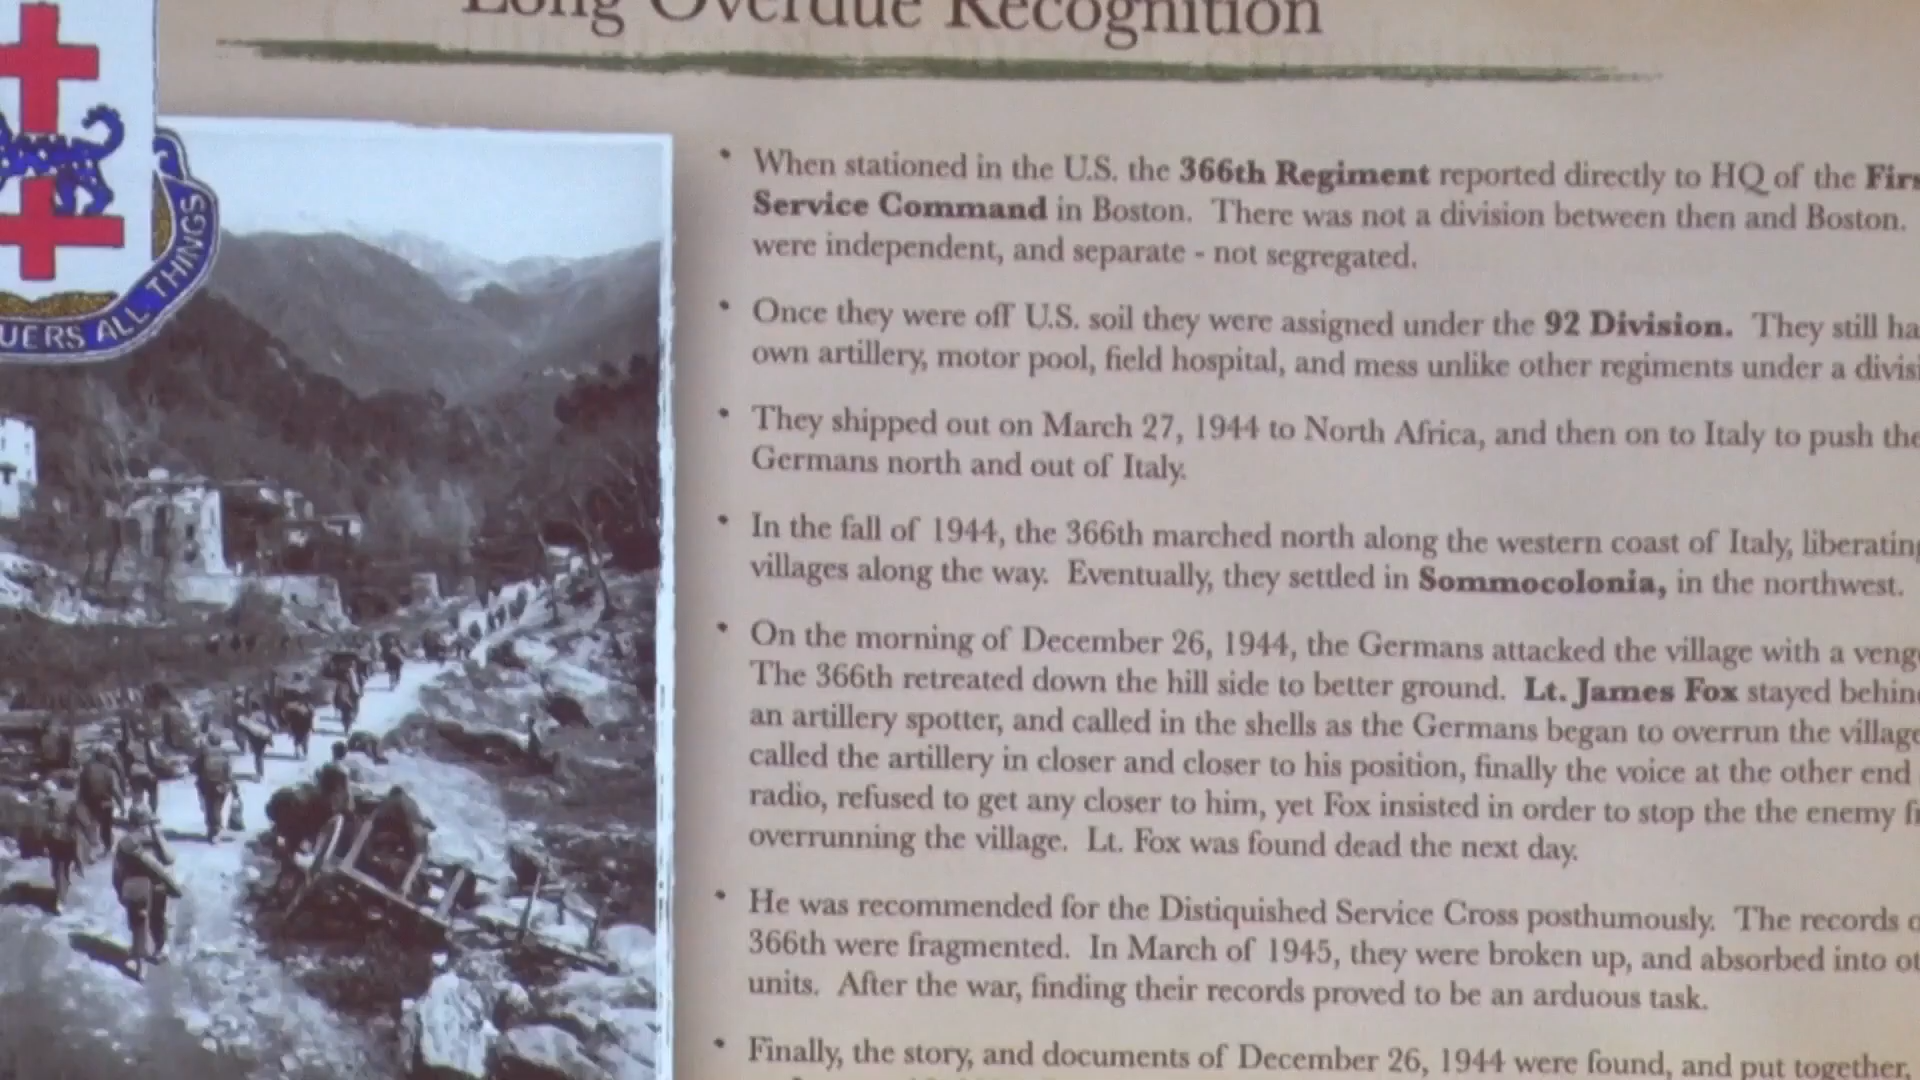 Long Overdue Recognition
UERS ALL THINGS
• When stationed in the U.S. the 366th Regiment reported directly to HQ of the Firs
Service Command in Boston. There was not a division between then and Boston.
were independent, and separate - not segregated.
• Once they were off U.S. soil they were assigned under the 92 Division. They still ha
own artillery, motor pool, field hospital, and mess unlike other regiments under a divisi
• They shipped out on March 27, 1944 to North Africa, and then on to Italy to push the
Germans north and out of Italy.
• In the fall of 1944, the 366th marched north along the western coast of Italy, liberating
villages along the way. Eventually, they settled in Sommocolonia, in the northwest.
• On the morning of December 26, 1944, the Germans attacked the village with a venge
The 366th retreated down the hill side to better ground. Lt. James Fox stayed behind
an artillery spotter, and called in the shells as the Germans began to overrun the village
called the artillery in closer and closer to his position, finally the voice at the other end
radio, refused to get any closer to him, yet Fox insisted in order to stop the the enemy fr
overrunning the village. Lt. Fox was found dead the next day.
• He was recommended for the Distiquished Service Cross posthumously. The records o
366th were fragmented. In March of 1945, they were broken up, and absorbed into ot
units. After the war, finding their records proved to be an arduous task.
• Finally, the story, and documents of December 26, 1944 were found, and put together,